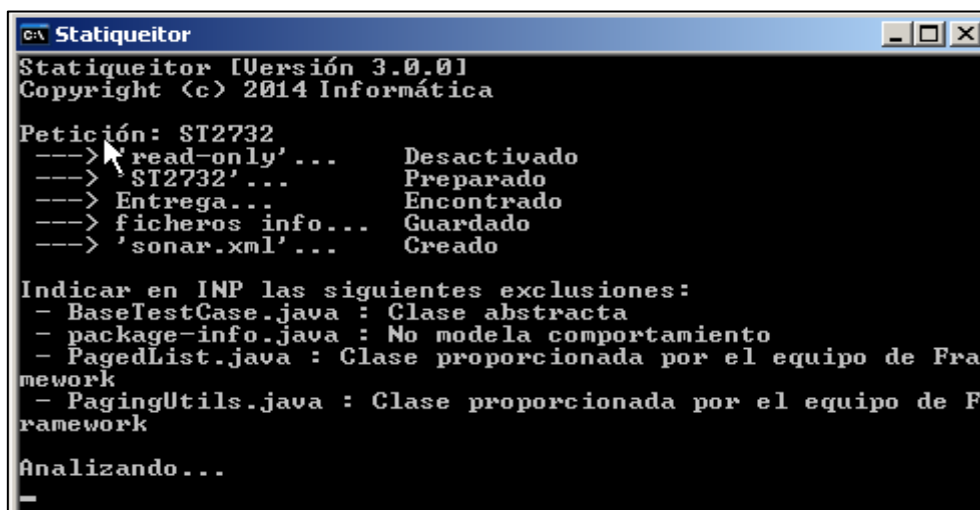 Statiqueitor
Statiqueitor [Versión 3.0.0]
Copyright (c) 2014 Informática
Petición: ST2732
---> 'read-only'... Desactivado
---> 'ST2732'... Preparado
---> Entrega... Encontrado
---> ficheros info... Guardado
---> 'sonar.xml'... Creado
Indicar en INP las siguientes exclusiones:
- BaseTestCase.java : Clase abstracta
- package-info.java : No modela comportamiento
- PagedList.java : Clase proporcionada por el equipo de Fra
mework
- PagingUtils.java : Clase proporcionada por el equipo de F
ramework
Analizando...